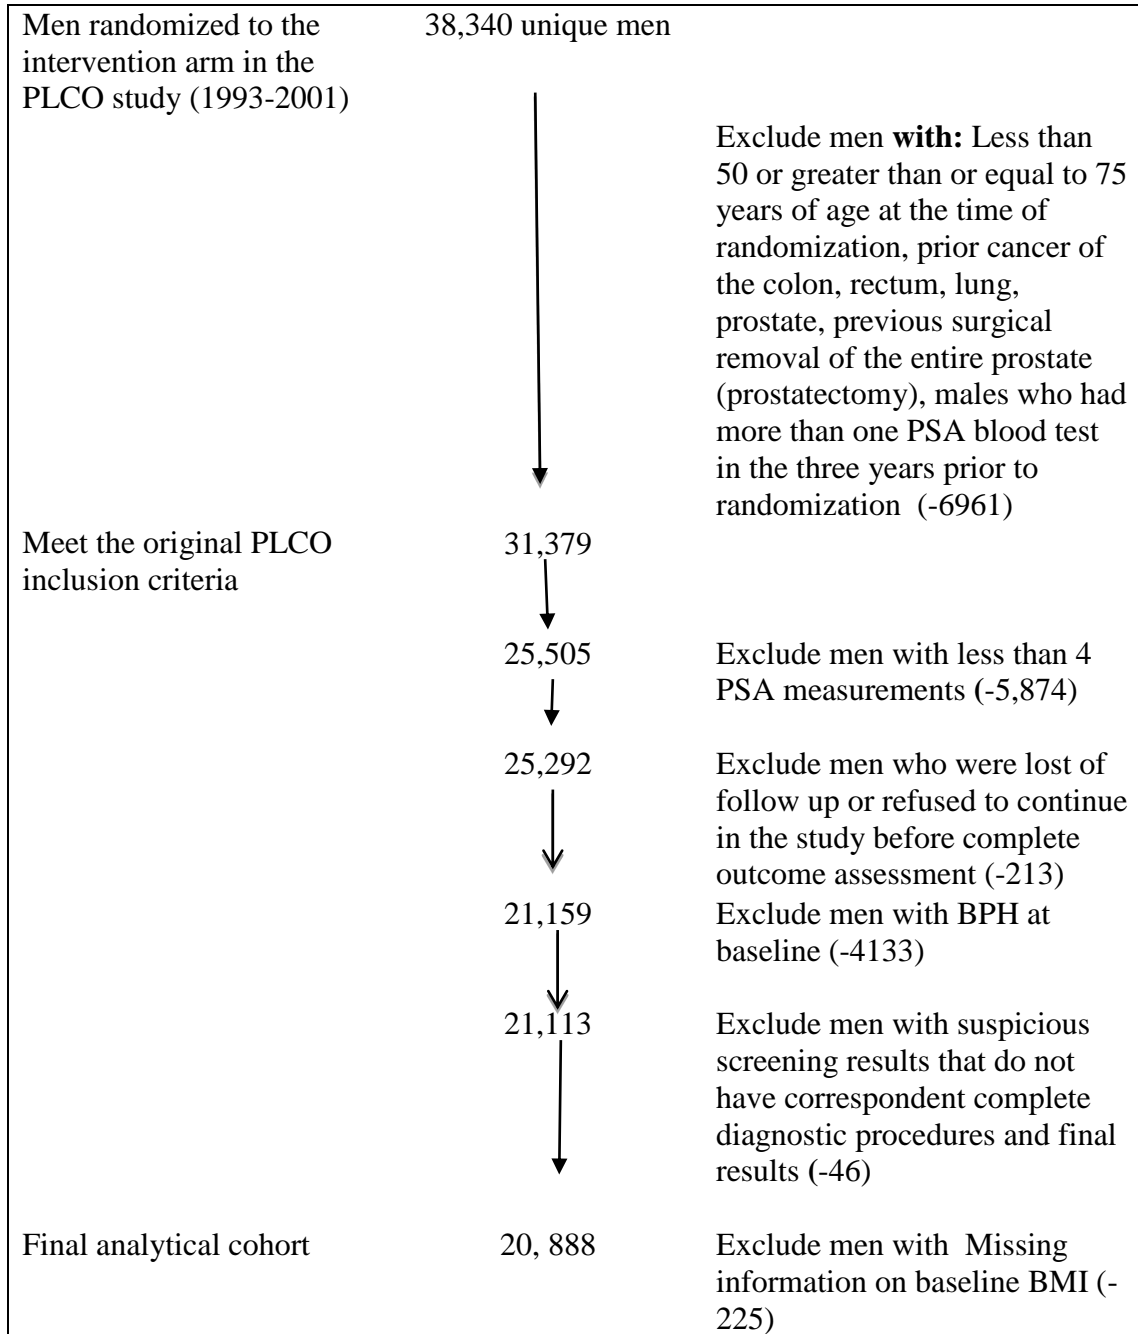 Men randomized to the
intervention arm in the
PLCO study (1993-2001)
38,340 unique men
Exclude men with: Less than
50 or greater than or equal to 75
years of age at the time of
randomization, prior cancer of
the colon, rectum, lung,
prostate, previous surgical
removal of the entire prostate
(prostatectomy), males who had
more than one PSA blood test
in the three years prior to
randomization (-6961)
Meet the original PLCO
inclusion criteria
31,379
25,505
Exclude men with less than 4
PSA measurements (-5,874)
25,292
Exclude men who were lost of
follow up or refused to continue
in the study before complete
outcome assessment (-213)
21,159
Exclude men with BPH at
baseline (-4133)
21,113
Exclude men with suspicious
screening results that do not
have correspondent complete
diagnostic procedures and final
results (-46)
Final analytical cohort
20, 888
Exclude men with Missing
information on baseline BMI (-
225)